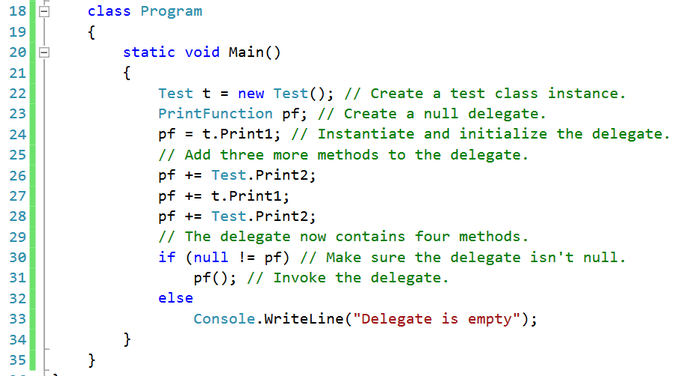 18 class Program
19 {
20 static void Main()
21 {
22 Test t = new Test(); // Create a test class instance.
23 PrintFunction pf; // Create a null delegate.
24 pf = t.Print1; // Instantiate and initialize the delegate.
25 // Add three more methods to the delegate.
26 pf += Test.Print2;
27 pf += t.Print1;
28 pf += Test.Print2;
29 // The delegate now contains four methods.
30 if (null != pf) // Make sure the delegate isn't null.
31 pf(); // Invoke the delegate.
32 else
33 Console.WriteLine("Delegate is empty");
34 }
35 }